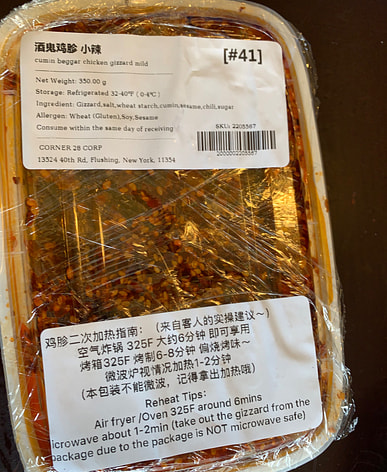 酒鬼鸡胗 小辣
[#41]
cumin beggar chicken gizzard mild
Net Weight: 350.00 g
Storage: Refrigerated 32-40℉ ( 0-4℃ )
Ingredient: Gizzard,salt,wheat starch,cumin,sesame,chili,sugar
Allergen: Wheat (Gluten),Soy,Sesame
Consume within the same day of receiving
SKU: 2205567
2000002205567
CORNER 28 CORP
13524 40th Rd, Flushing, New York, 11354
鸡胗二次加热指南：（来自客人的实操建议～）
空气炸锅 325F 大约6分钟 即可享用
烤箱325F 烤制6-8分钟 偏烧烤味～
微波炉视情况加热1-2分钟
（本包装不能微波，记得拿出加热哦）
Reheat Tips:
Air fryer /Oven 325F around 6mins
icrowave about 1-2min (take out the gizzard from the
package due to the package is NOT microwave safe)